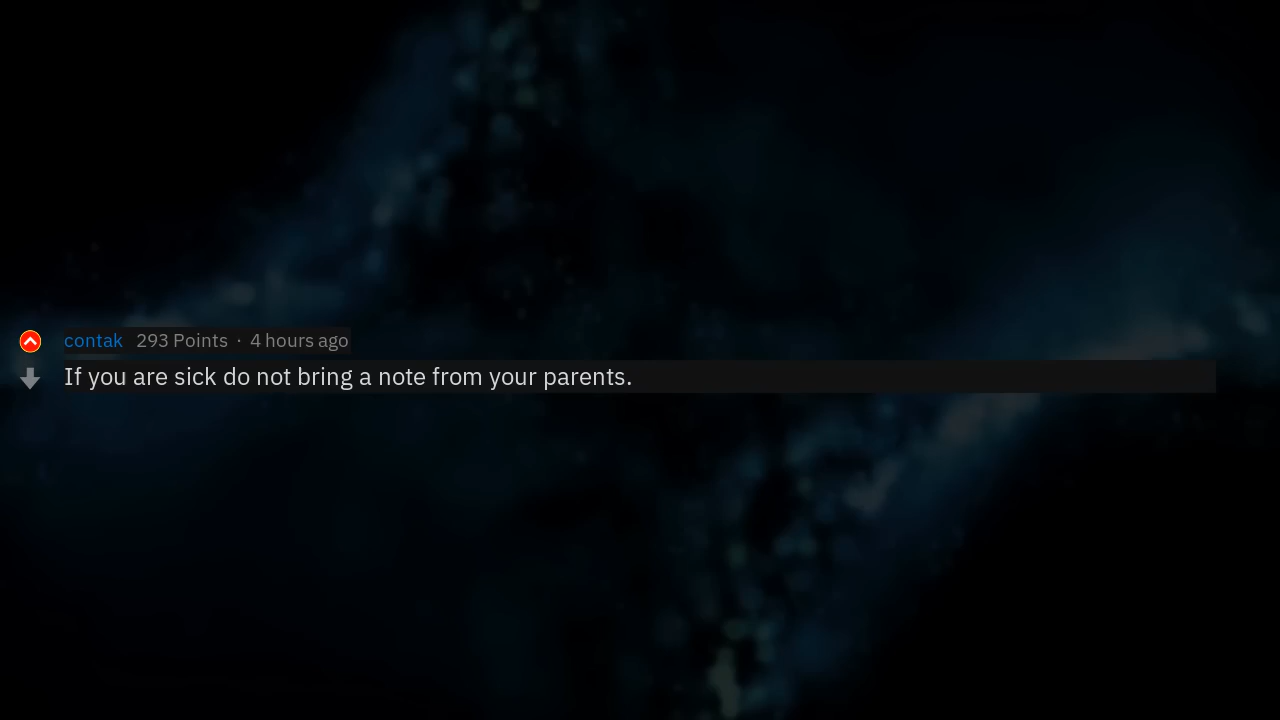 contak 293 Points · 4 hours ago
If you are sick do not bring a note from your parents.